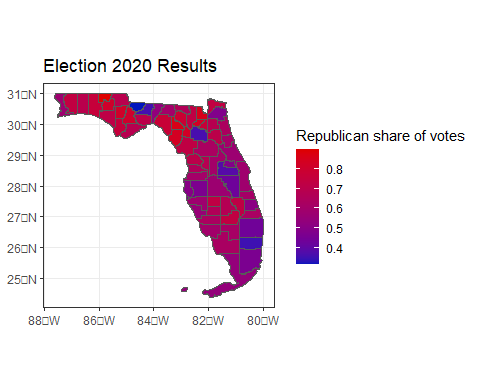 Election 2020 Results
31▯N
30▯N
29▯N
28▯N
27▯N
26▯N
25▯N
88▯W 86▯W 84▯W 82▯W 80▯W
Republican share of votes
0.8
0.7
0.6
0.5
0.4